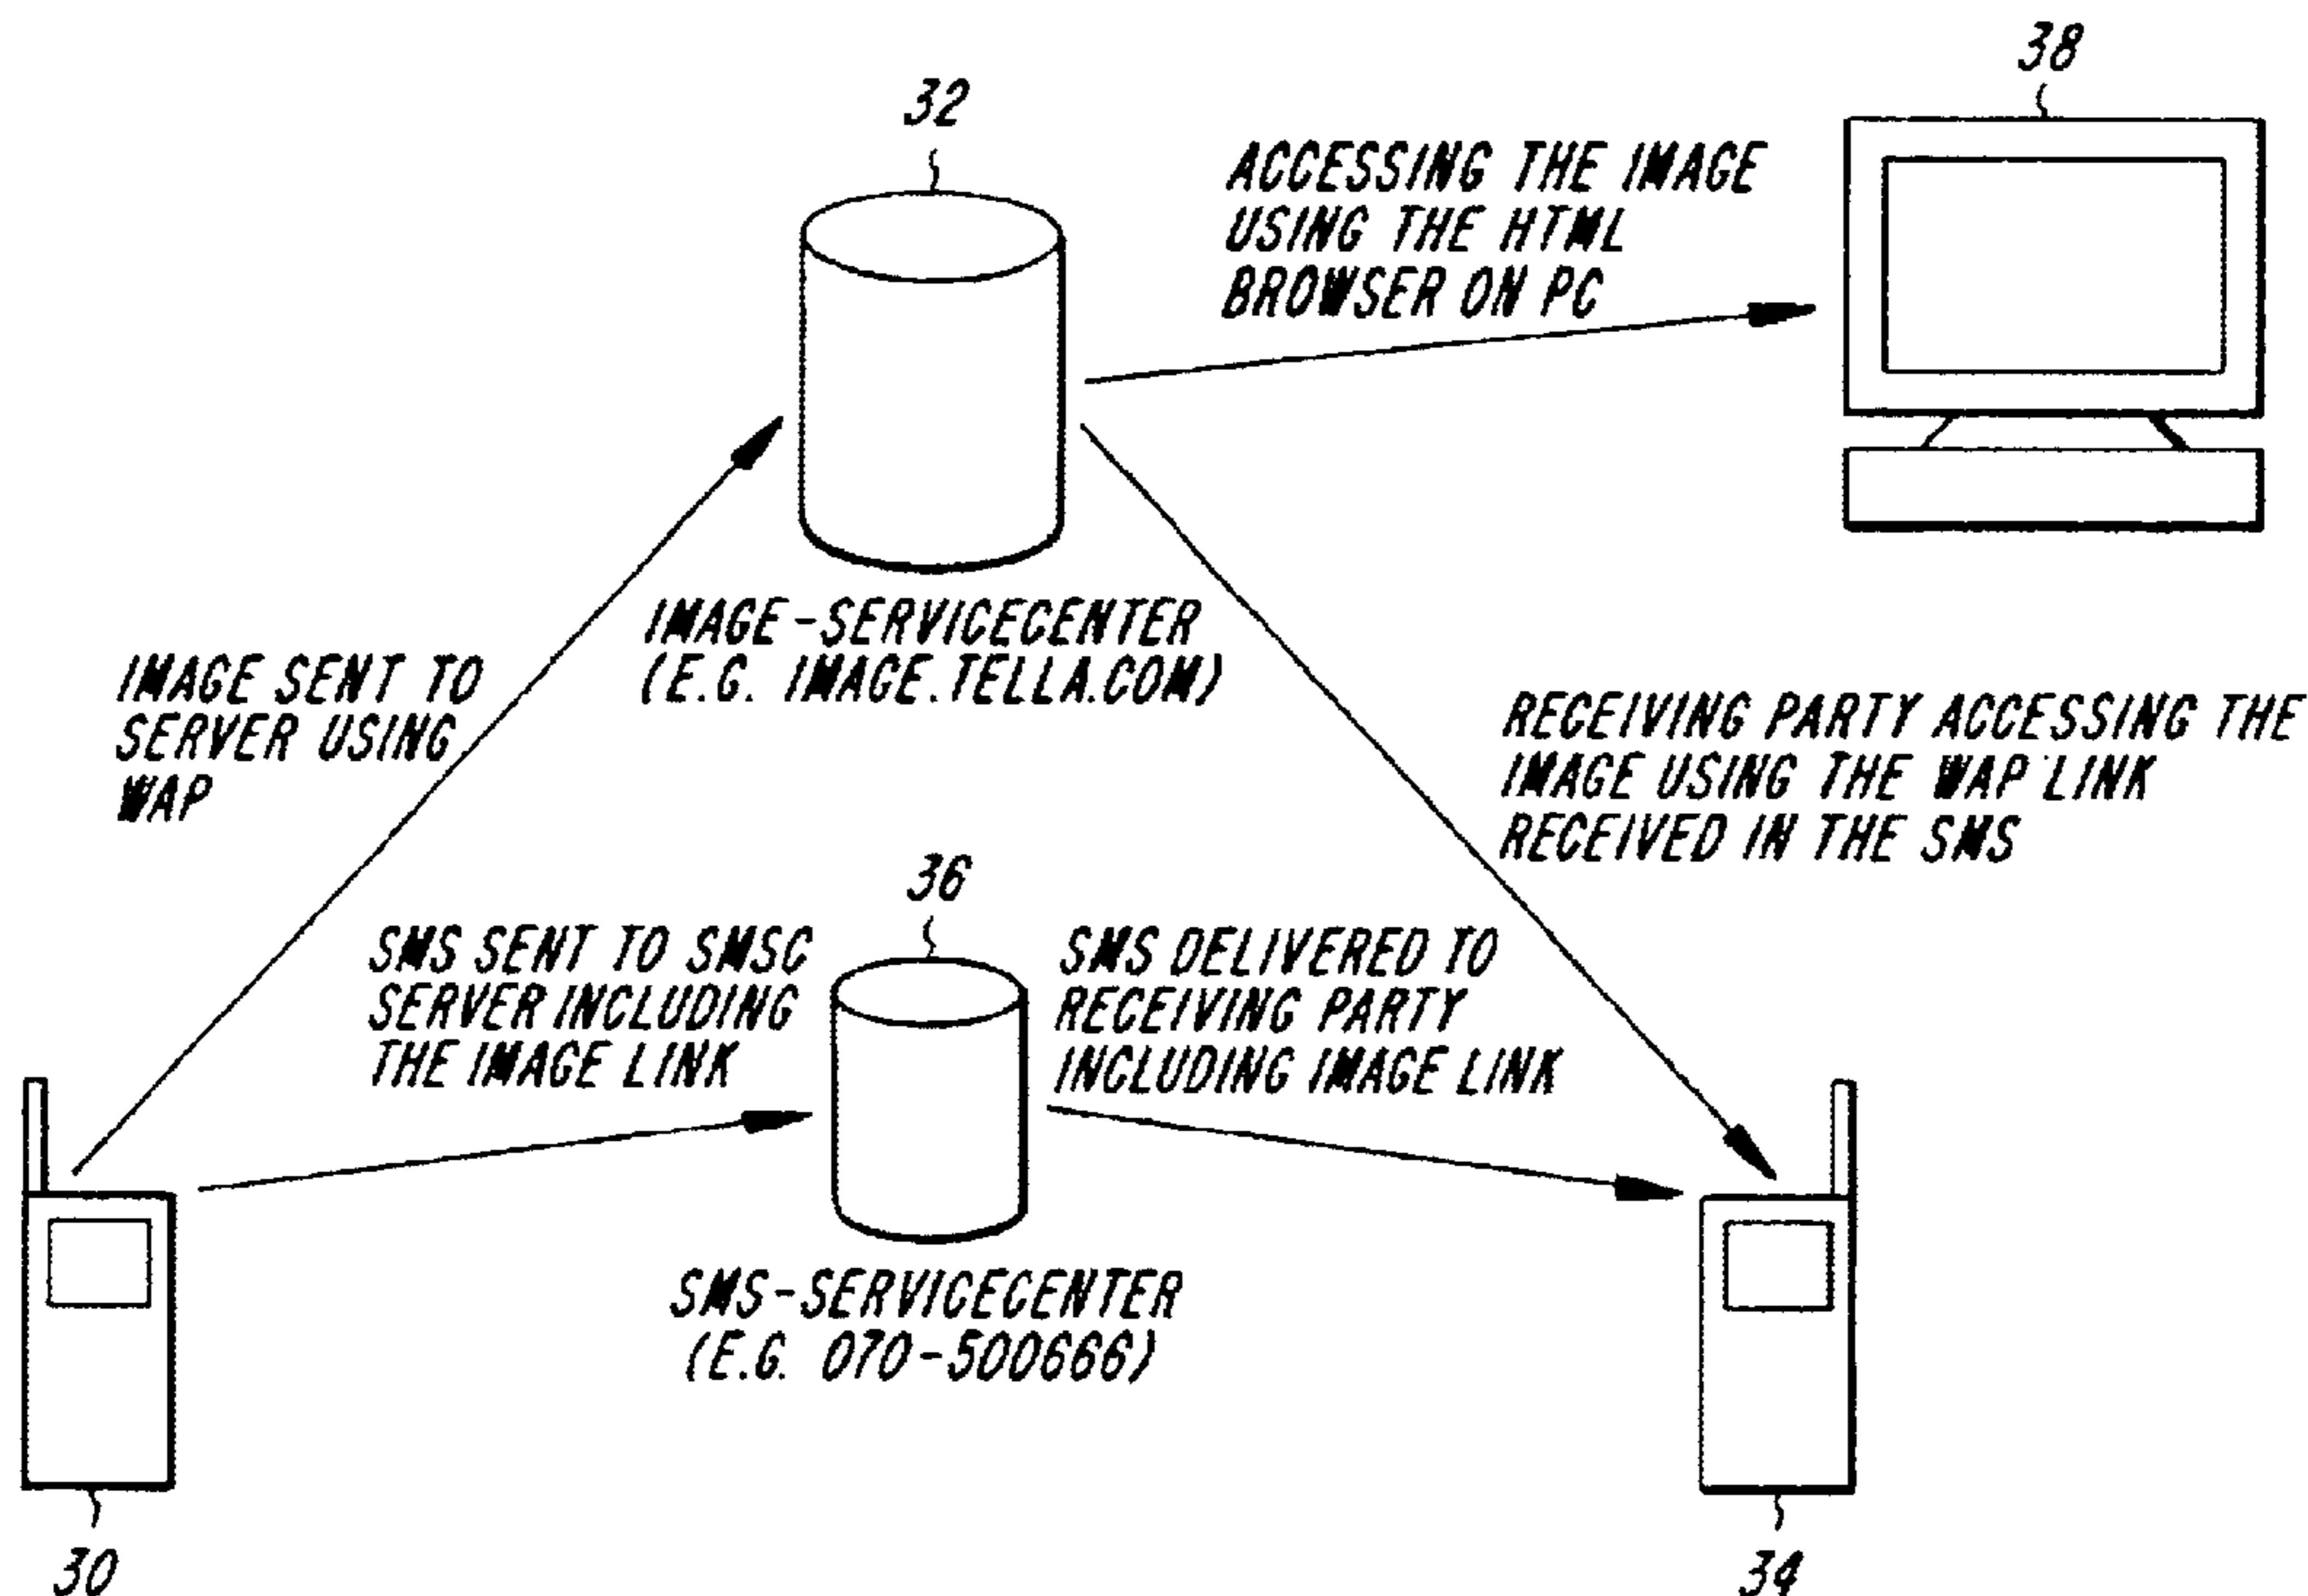 38
32
ACCESSING THE IMAGE
USING THE HTML
BROWSER ON PC
IMAGE-SERVICECENTER
(E.G. IMAGE.TELLA.COM)
IMAGE SENT TO
SERVER USING
WAP
RECEIVING PARTY ACCESSING THE
IMAGE USING THE WAP LINK
RECEIVED IN THE SMS
36
SMS SENT TO SMSC
SERVER INCLUDING
THE IMAGE LINK
SMS DELIVERED TO
RECEIVING PARTY
INCLUDING IMAGE LINK
SMS-SERVICECENTER
(E.G. 070-500666)
30
34